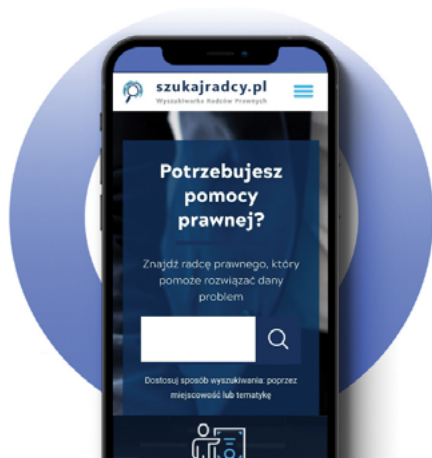 szukajradcy.pl
Wyszukiwarka Radców Prawnych
Potrzebujesz
pomocy
prawnej?
Znajdź radcę prawnego, który
pomoże rozwiązać dany
problem
Dostosuj sposób wyszukiwania: poprzez
miejscowość lub tematykę